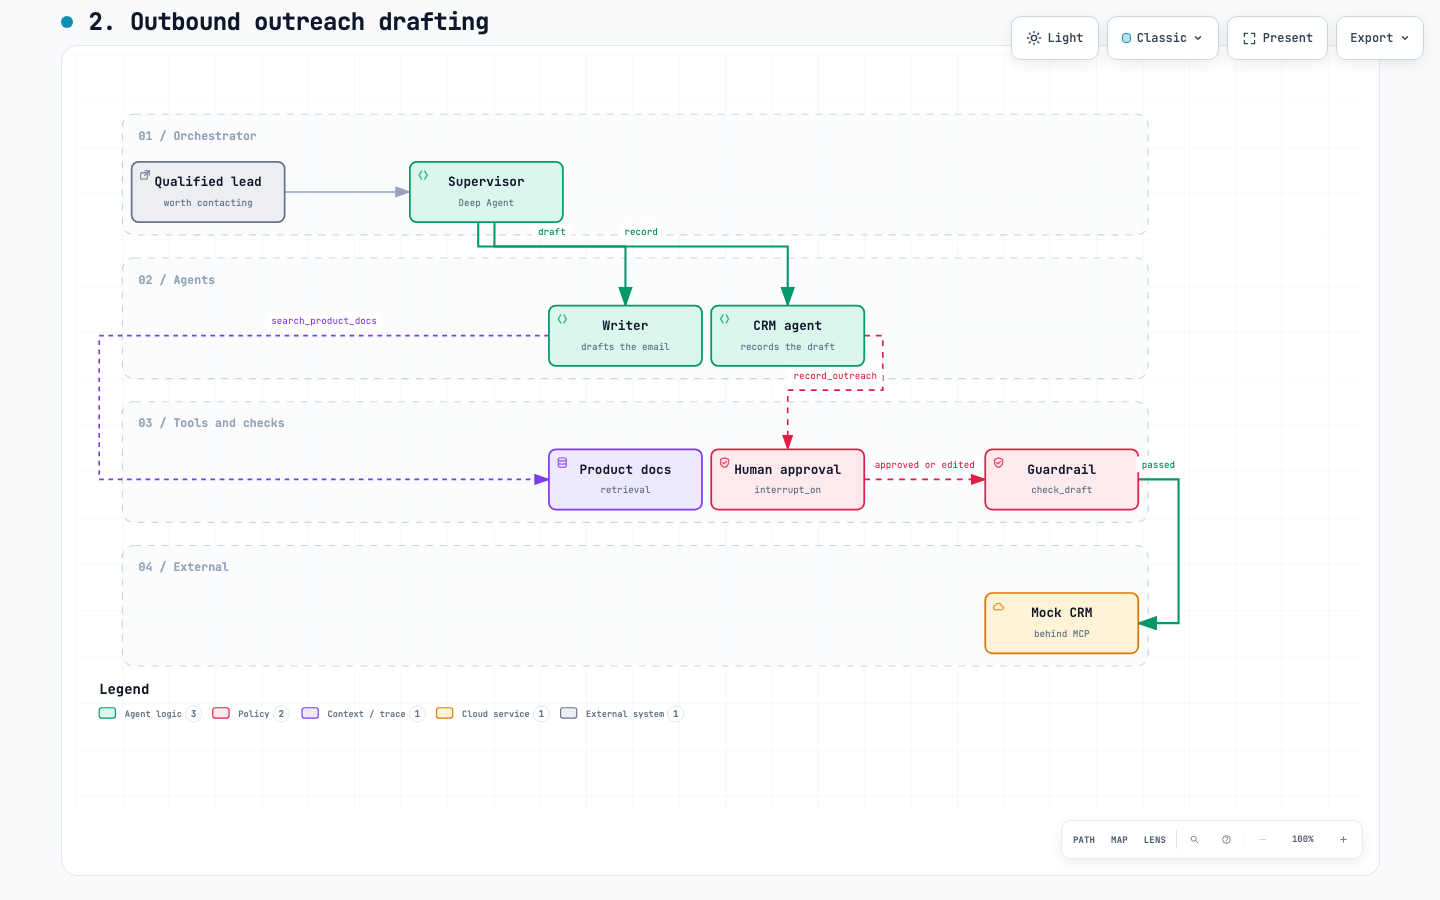 2. Outbound outreach drafting
Light
Classic
Present
Export
01 / Orchestrator
Qualified lead
worth contacting
Supervisor
Deep Agent
draft
record
02 / Agents
search_product_docs
Writer
drafts the email
CRM agent
records the draft
record_outreach
03 / Tools and checks
Product docs
retrieval
Human approval
interrupt_on
approved or edited
Guardrail
check_draft
passed
04 / External
Mock CRM
behind MCP
Legend
Agent logic 3
Policy 2
Context / trace 1
Cloud service 1
External system 1
PATH MAP LENS 100%